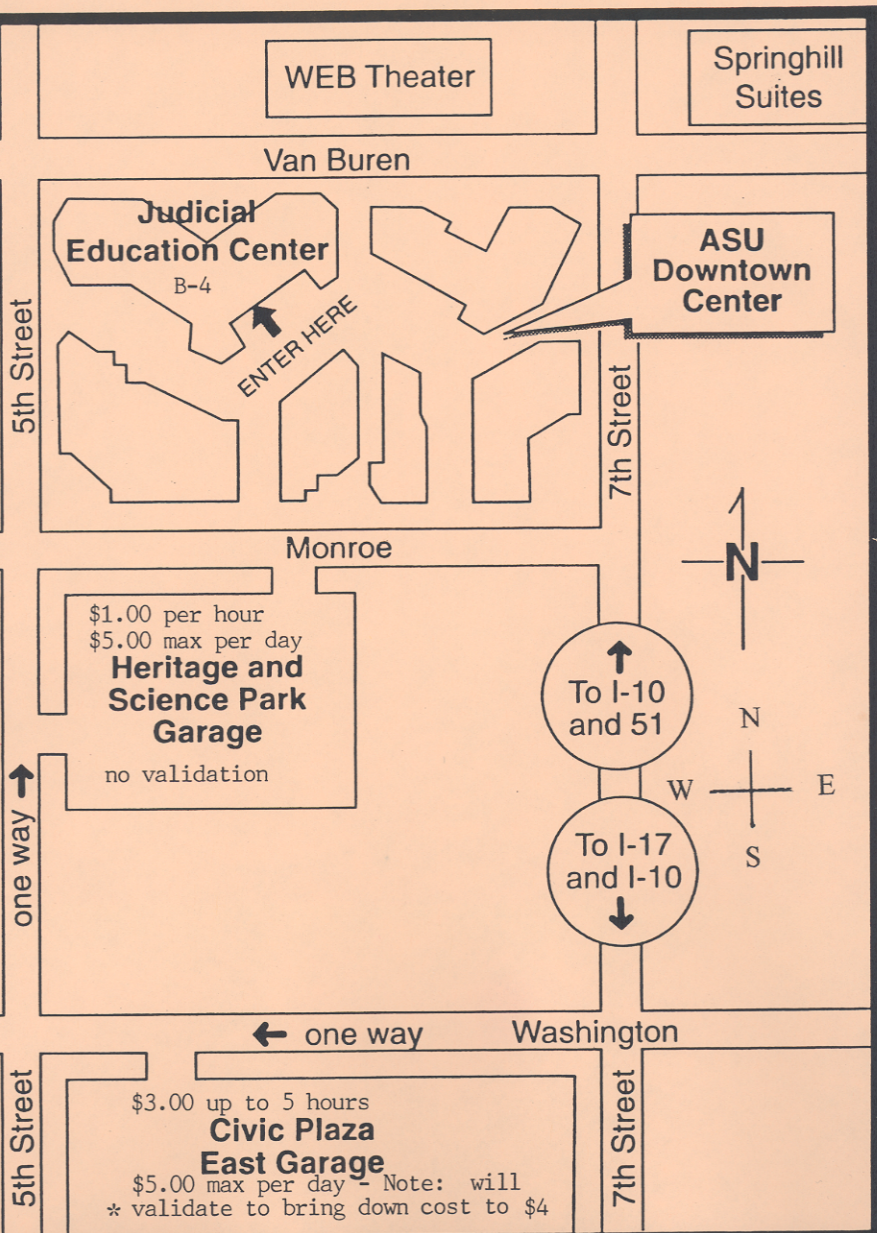 WEB Theater
Springhill
Suites
Van Buren
Judicial
Education Center
B-4
ENTER HERE
ASU
Downtown
Center
5th Street
7th Street
Monroe
N
$1.00 per hour
$5.00 max per day
Heritage and
Science Park
Garage
no validation
To I-10
and 51
N
W
E
S
To I-17
and I-10
one way
one way
Washington
5th Street
7th Street
$3.00 up to 5 hours
Civic Plaza
East Garage
$5.00 max per day - Note: will
* validate to bring down cost to $4